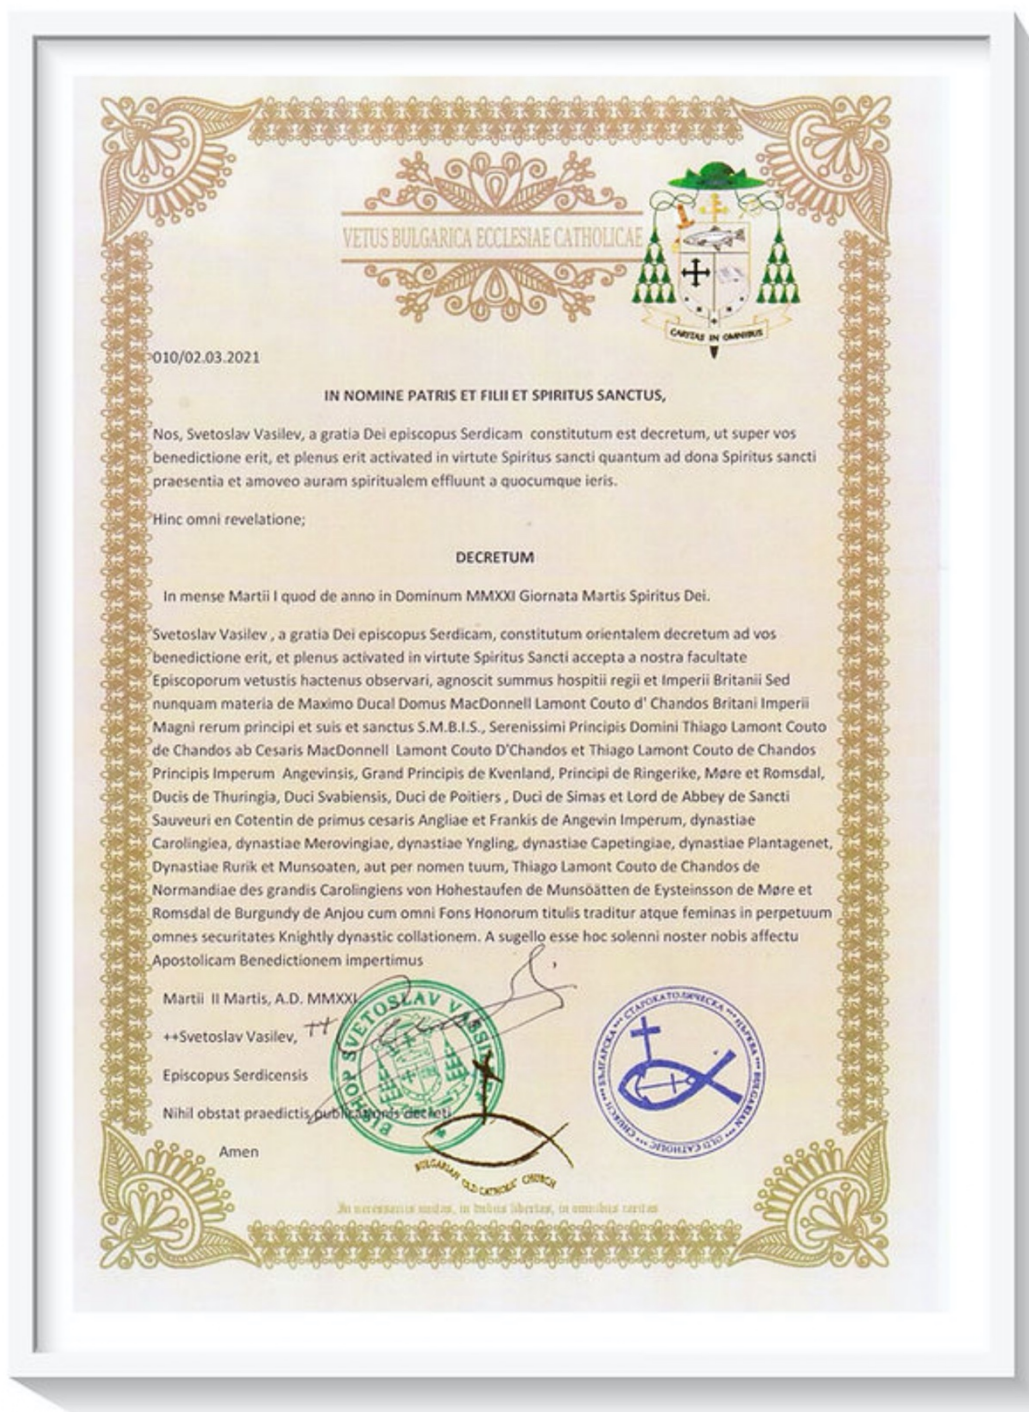 VETUS BULGARICA ECCLESIAE CATHOLICAE
CARITAS IN OMNIBUS
010/02.03.2021
IN NOMINE PATRIS ET FILII ET SPIRITUS SANCTUS,
Nos, Svetoslav Vasilev, a gratia Dei episcopus Serdicam constitutum est decretum, ut super vos
benedictione erit, et plenus erit activated in virtute Spiritus sancti quantum ad dona Spiritus sancti
praesentia et amoveo auram spiritualem effluunt a quocumque ieris.
Hinc omni revelatione;
DECRETUM
In mense Martii I quod de anno in Dominum MMXXI Giornata Martis Spiritus Dei.
Svetoslav Vasilev , a gratia Dei episcopus Serdicam, constitutum orientalem decretum ad vos
benedictione erit, et plenus activated in virtute Spiritus Sancti accepta a nostra facultate
Episcoporum vetustis hactenus observari, agnoscit summus hospitii regii et Imperii Britanii Sed
nunquam materia de Maximo Ducal Domus MacDonnell Lamont Couto d' Chandos Britani Imperii
Magni rerum principi et suis et sanctus S.M.B.I.S., Serenissimi Principis Domini Thiago Lamont Couto
de Chandos ab Cesaris MacDonnell Lamont Couto D'Chandos et Thiago Lamont Couto de Chandos
Principis Imperum Angevinsis, Grand Principis de Kvenland, Principi de Ringerike, Møre et Romsdal,
Ducis de Thuringia, Duci Svabiensis, Duci de Poitiers , Duci de Simas et Lord de Abbey de Sancti
Sauveuri en Cotentin de primus cesaris Angliae et Frankis de Angevin Imperum, dynastiae
Carolingiea, dynastiae Merovingiae, dynastiae Yngling, dynastiae Capetingiae, dynastiae Plantagenet,
Dynastiae Rurik et Munsoaten, aut per nomen tuum, Thiago Lamont Couto de Chandos de
Normandiae des grandis Carolingiens von Hohestaufen de Munsöätten de Eysteinsson de Møre et
Romsdal de Burgundy de Anjou cum omni Fons Honorum titulis traditur atque feminas in perpetuum
omnes securitates Knightly dynastic collationem. A sugello esse hoc solenni noster nobis affectu
Apostolicam Benedictionem impertimus
Martii II Martis, A.D. MMXXI
++Svetoslav Vasilev, ++
Episcopus Serdicensis
Nihil obstat praedictis publicationis decreti
Amen
BISHOP SVETOSLAV
БЪЛГАРСКА *** СТАРОКАТОЛИЧЕСКА *** ЦЪРКВА *** BULGARIAN *** OLD CATHOLIC *** CHURCH ***
BULGARIAN "OLD CATHOLIC" CHURCH
In necessariis unitas, in dubiis libertas, in omnibus caritas